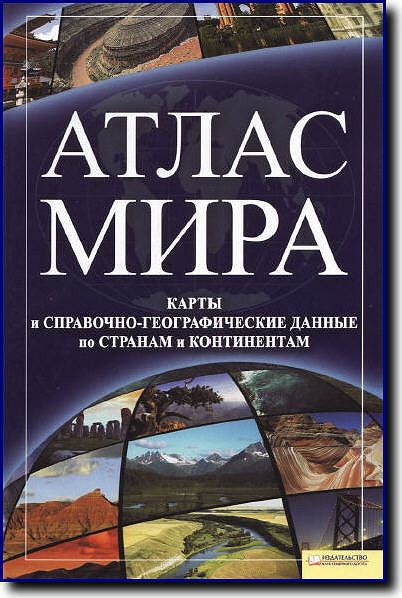 АТЛАС
МИРА
КАРТЫ
и СПРАВОЧНО-ГЕОГРАФИЧЕСКИЕ ДАННЫЕ
по СТРАНАМ и КОНТИНЕНТАМ
ИЗДАТЕЛЬСТВО